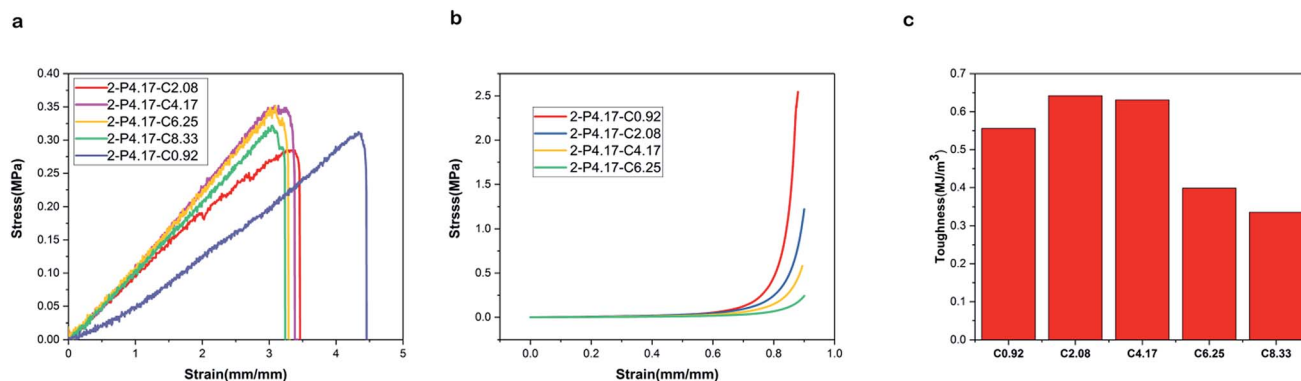 a
0.40
0.35
0.30
0.25
0.20
0.15
0.10
0.05
0.00
Stress(MPa)
2-P4.17-C2.08
2-P4.17-C4.17
2-P4.17-C6.25
2-P4.17-C8.33
2-P4.17-C0.92
0 1 2 3 4 5
Strain(mm/mm)
b
2.5
2.0
1.5
1.0
0.5
0.0
Strsss(MPa)
2-P4.17-C0.92
2-P4.17-C2.08
2-P4.17-C4.17
2-P4.17-C6.25
0.0 0.2 0.4 0.6 0.8 1.0
Strain(mm/mm)
c
0.7
0.6
0.5
0.4
0.3
0.2
0.1
0.0
Toughness(MJ/m³)
C0.92 C2.08 C4.17 C6.25 C8.33